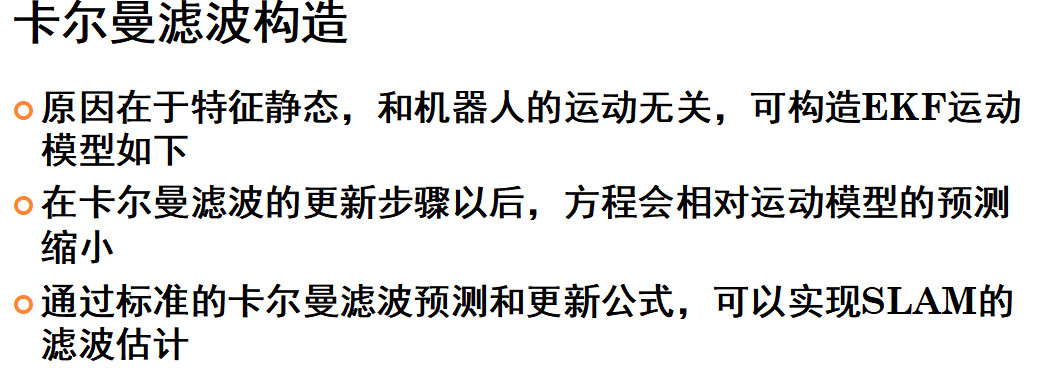 卡尔曼滤波构造
原因在于特征静态，和机器人的运动无关，可构造EKF运动
模型如下
在卡尔曼滤波的更新步骤以后，方程会相对运动模型的预测
缩小
通过标准的卡尔曼滤波预测和更新公式，可以实现SLAM的
滤波估计